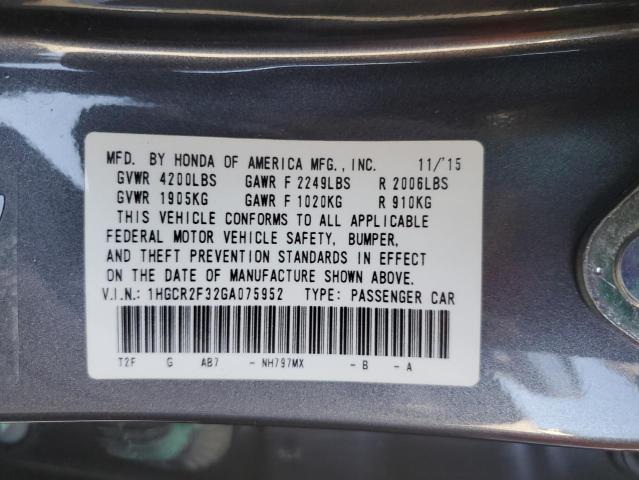 MFD. BY HONDA OF AMERICA MFG., INC. 11/'15
GVWR 4200LBS GAWR F 2249LBS R 2006LBS
GVWR 1905KG GAWR F 1020KG R 910KG
THIS VEHICLE CONFORMS TO ALL APPLICABLE
FEDERAL MOTOR VEHICLE SAFETY, BUMPER,
AND THEFT PREVENTION STANDARDS IN EFFECT
ON THE DATE OF MANUFACTURE SHOWN ABOVE.
V.I.N.: 1HGCR2F32GA075952 TYPE: PASSENGER CAR
T2F G AB7 - NH797MX - B - A